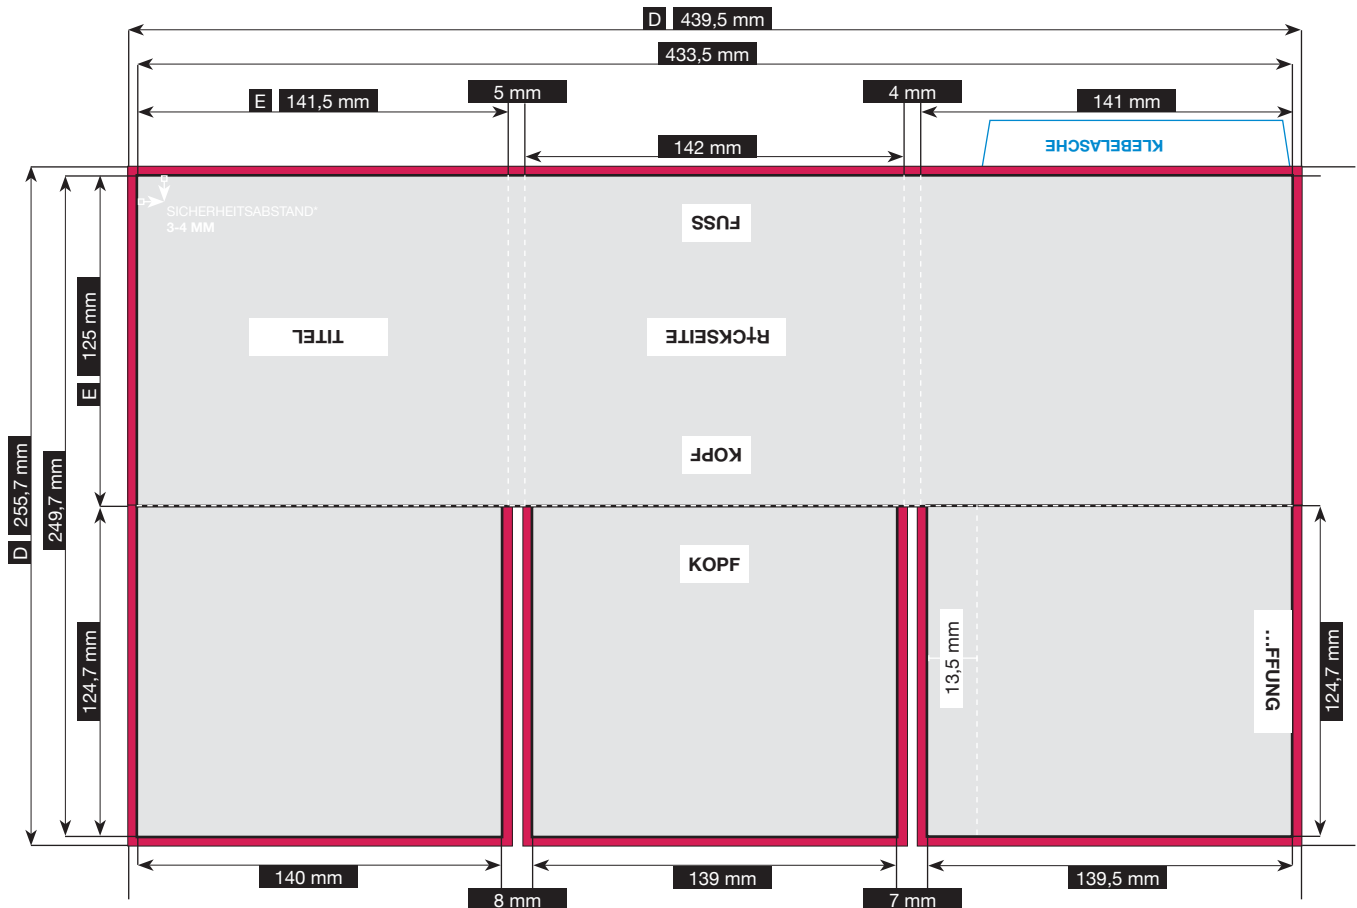 D 439,5 mm
433,5 mm
E 141,5 mm
5 mm
4 mm
141 mm
142 mm
KLEBELASCHE
SICHERHEITSABSTAND*
3-4 MM
FUSS
TITEL
R†CKSEITE
KOPF
E 125 mm
D 255,7 mm
249,7 mm
124,7 mm
KOPF
13,5 mm
…FFUNG
124,7 mm
140 mm
8 mm
139 mm
7 mm
139,5 mm